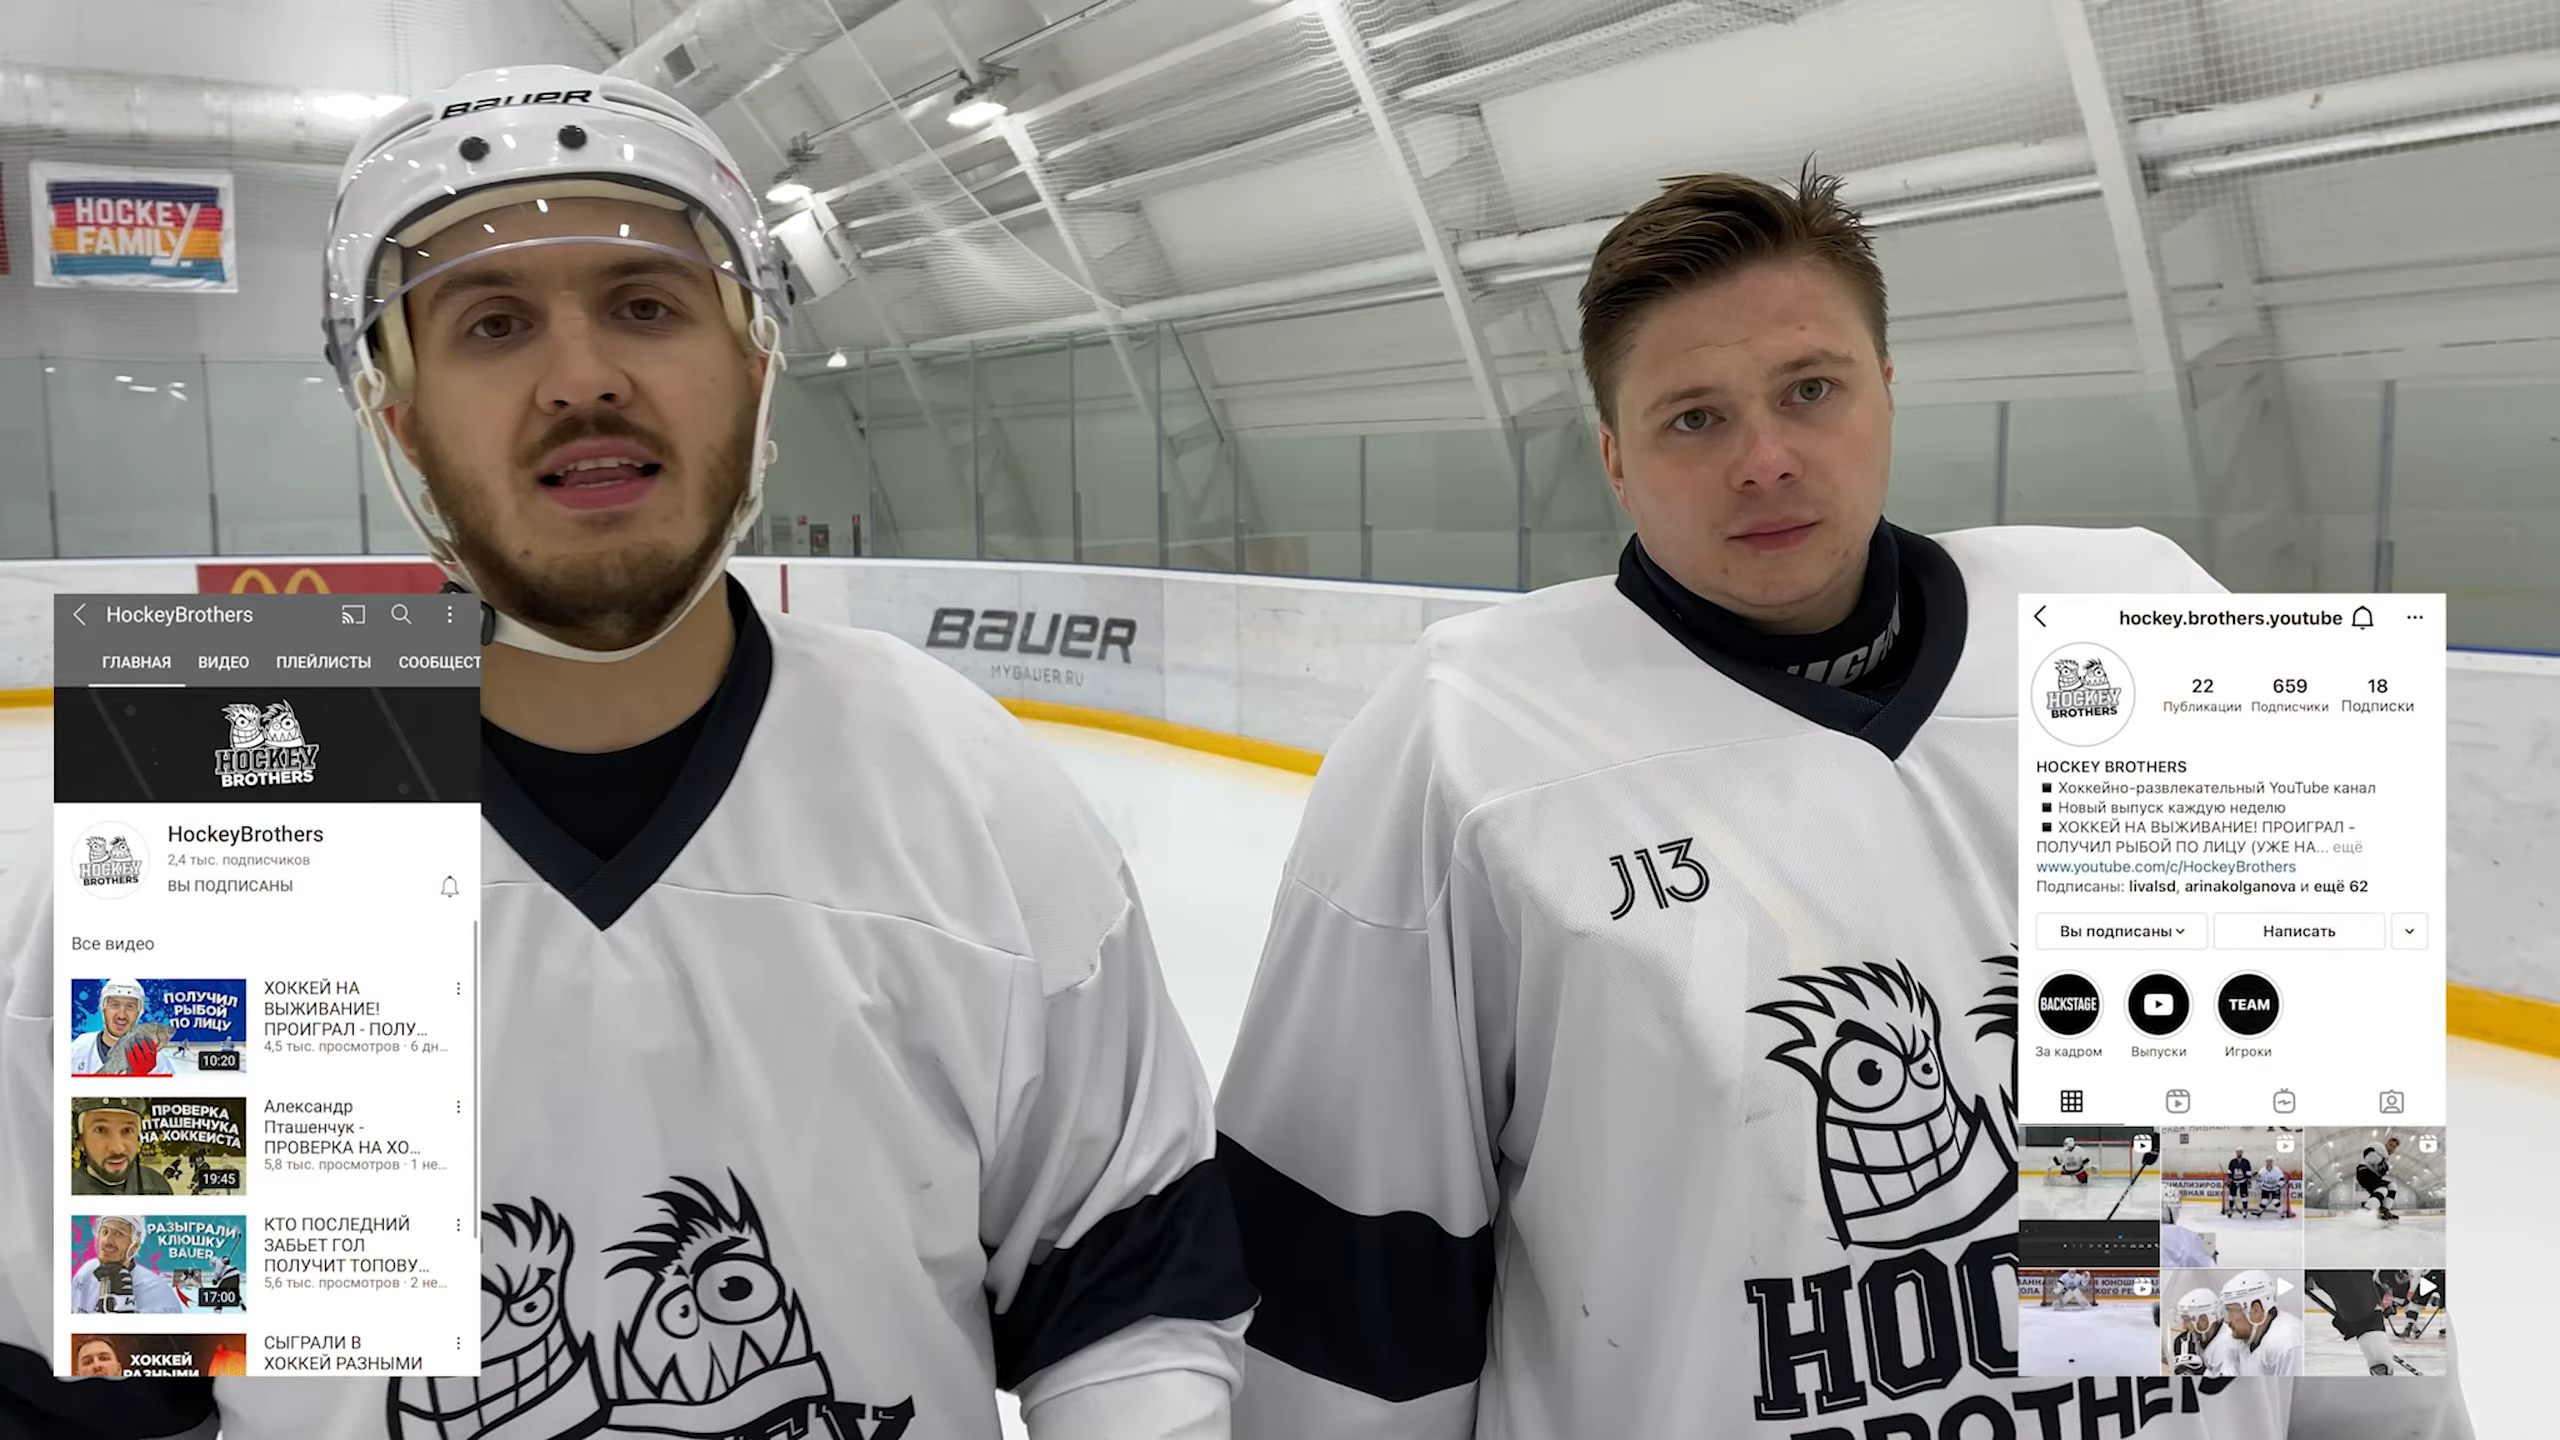 BAUER
HOCKEY
FAMILY
BAUER
MYBAUER.RU
J13
HOC
BROTHERS
HockeyBrothers
ГЛАВНАЯ ВИДЕО ПЛЕЙЛИСТЫ СООБЩЕСТ
HOCKEY
BROTHERS
HOCKEY
BROTHERS
HockeyBrothers
2,4 тыс. подписчиков
ВЫ ПОДПИСАНЫ
Все видео
ПОЛУЧИЛ
РЫБОЙ
ПО ЛИЦУ
10:20
ХОККЕЙ НА
ВЫЖИВАНИЕ!
ПРОИГРАЛ - ПОЛУ...
4,5 тыс. просмотров · 6 дн...
ПРОВЕРКА
ПТАШЕНЧУКА
НА ХОККЕИСТА
19:45
Александр
Пташенчук -
ПРОВЕРКА НА ХО...
5,8 тыс. просмотров · 1 не...
РАЗЫГРАЛИ
КЛЮШКУ
BAUER
17:00
КТО ПОСЛЕДНИЙ
ЗАБЬЕТ ГОЛ
ПОЛУЧИТ ТОПОВУ...
5,6 тыс. просмотров · 2 не...
ХОККЕЙ
РАЗНЫМИ
СЫГРАЛИ В
ХОККЕЙ РАЗНЫМИ
hockey.brothers.youtube
HOCKEY
BROTHERS
22 659 18
Публикации Подписчики Подписки
HOCKEY BROTHERS
Хоккейно-развлекательный YouTube канал
Новый выпуск каждую неделю
ХОККЕЙ НА ВЫЖИВАНИЕ! ПРОИГРАЛ -
ПОЛУЧИЛ РЫБОЙ ПО ЛИЦУ (УЖЕ НА... ещё
www.youtube.com/c/HockeyBrothers
Подписаны: livalsd, arinakolganova и ещё 62
Вы подписаны Написать
BACKSTAGE TEAM
За кадром Выпуски Игроки